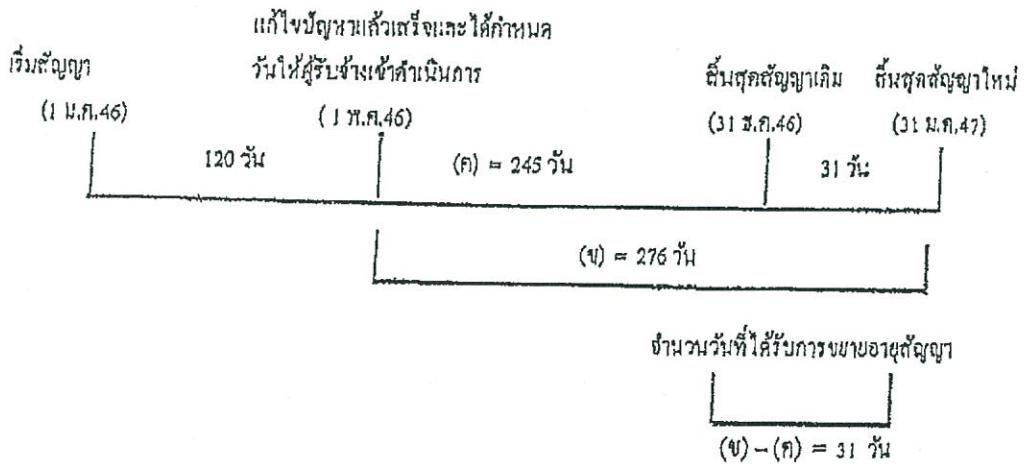 แก้ไขปัญหาแล้วเสร็จและได้กำหนด
เริ่มสัญญา วันให้ผู้รับจ้างเข้าดำเนินการ สิ้นสุดสัญญาเดิม สิ้นสุดสัญญาใหม่
(1 ม.ค.46) ( 1 พ.ค.46) (31 ธ.ค.46) (31 ม.ค.47)
120 วัน (ค) = 245 วัน 31 วัน
(ข) = 276 วัน
จำนวนวันที่ได้รับการขยายอายุสัญญา
(ข) – (ค) = 31 วัน